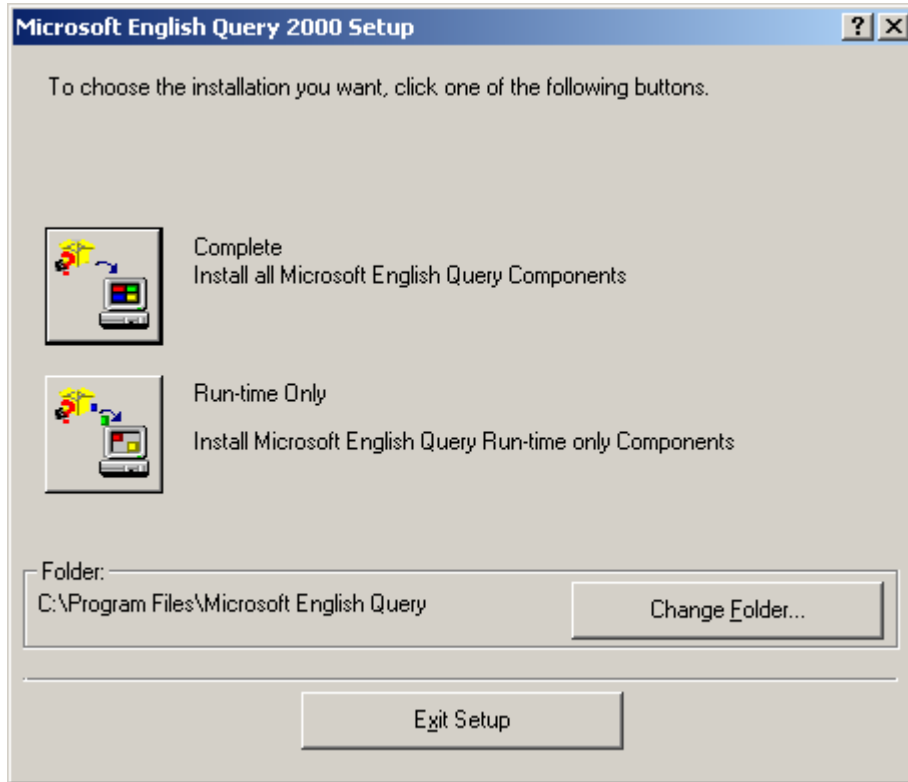 Microsoft English Query 2000 Setup
To choose the installation you want, click one of the following buttons.
Complete
Install all Microsoft English Query Components
Run-time Only
Install Microsoft English Query Run-time only Components
Folder:
C:\Program Files\Microsoft English Query
Change Folder...
Exit Setup